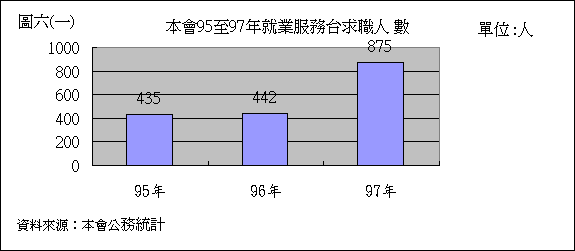 圖六(一)
本會95至97年就業服務台求職人 數
單位:人
1000
800
600
400
200
0
435
442
875
95年
96年
97年
資料來源：本會公務統計